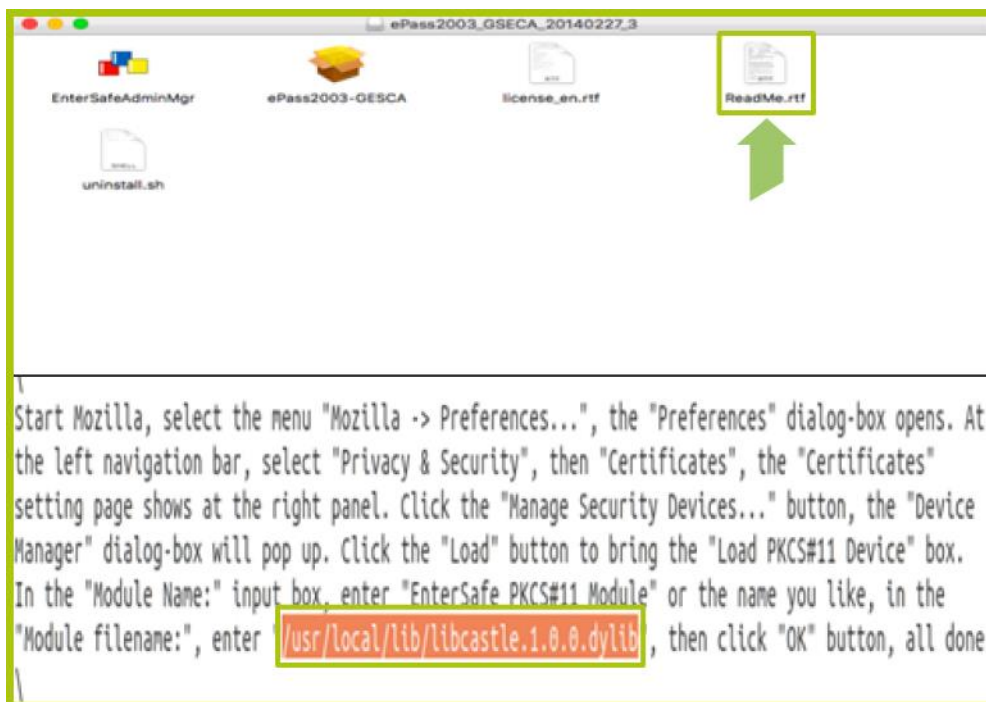 ePass2003_GSECA_20140227_3
EnterSafeAdminMgr
ePass2003-GESCA
license_en.rtf
ReadMe.rtf
RTF
RTF
SHELL
uninstall.sh
\
Start Mozilla, select the menu "Mozilla -> Preferences...", the "Preferences" dialog-box opens. At
the left navigation bar, select "Privacy & Security", then "Certificates", the "Certificates"
setting page shows at the right panel. Click the "Manage Security Devices..." button, the "Device
Manager" dialog-box will pop up. Click the "Load" button to bring the "Load PKCS#11 Device" box.
In the "Module Name:" input box, enter "EnterSafe PKCS#11 Module" or the name you like, in the
"Module filename:", enter "/usr/local/lib/libcastle.1.0.0.dylib", then click "OK" button, all done
\